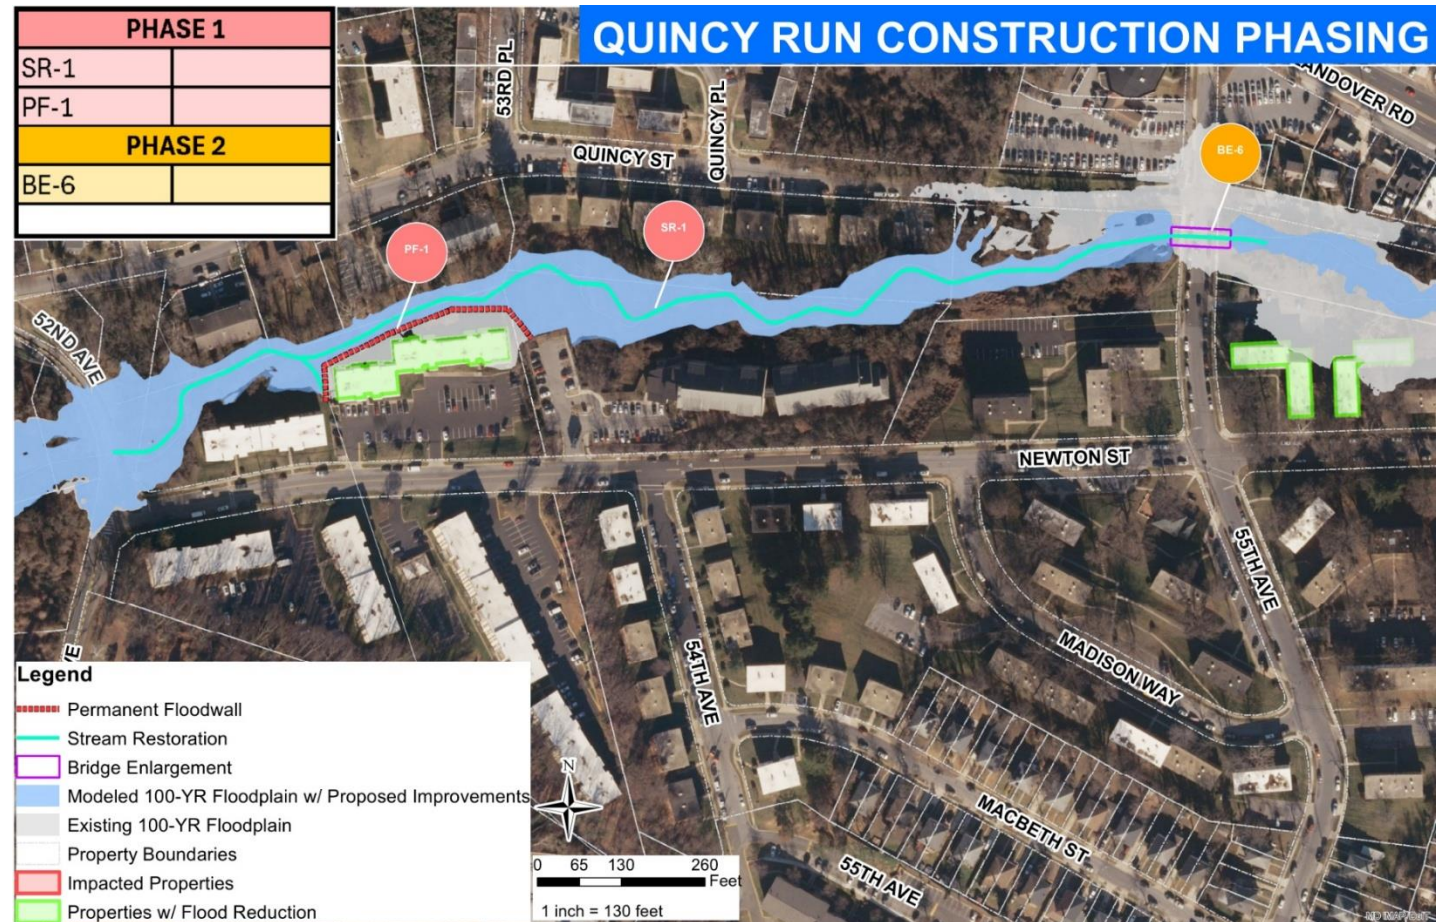 PHASE 1
SR-1
PF-1
PHASE 2
BE-6
QUINCY RUN CONSTRUCTION PHASING
53RD PL
QUINCY PL
QUINCY ST
LANDOVER RD
BE-6
SR-1
PF-1
52ND AVE
NEWTON ST
55TH AVE
54TH AVE
MADISON WAY
MACBETH ST
55TH AVE
VE
Legend
Permanent Floodwall
Stream Restoration
Bridge Enlargement
Modeled 100-YR Floodplain w/ Proposed Improvements
Existing 100-YR Floodplain
Property Boundaries
Impacted Properties
Properties w/ Flood Reduction
N
0 65 130 260
Feet
1 inch = 130 feet